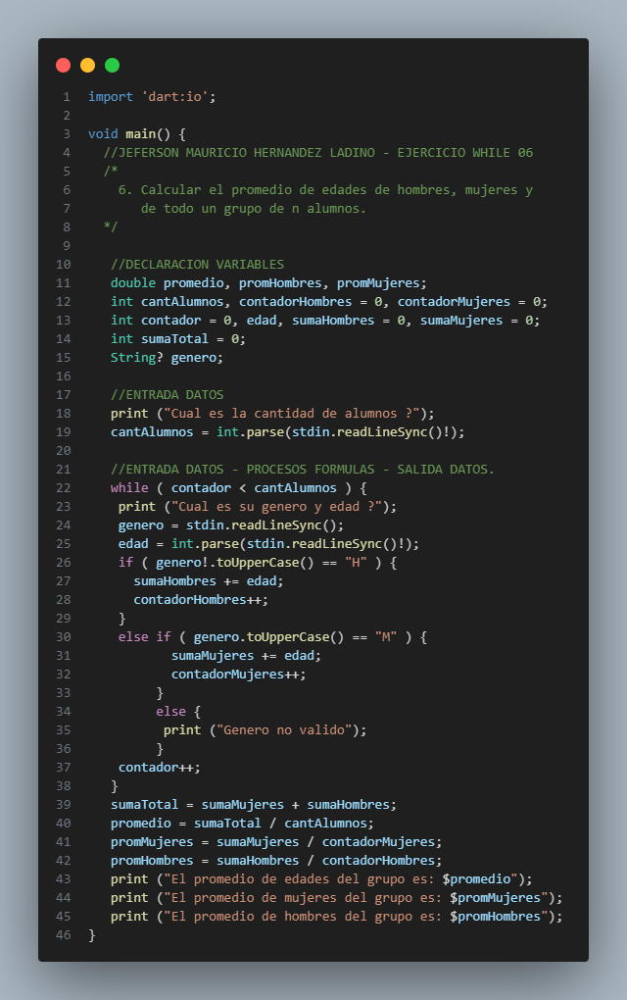 1 import 'dart:io';
2
3 void main() {
4   //JEFERSON MAURICIO HERNANDEZ LADINO - EJERCICIO WHILE 06
5   /*
6     6. Calcular el promedio de edades de hombres, mujeres y
7        de todo un grupo de n alumnos.
8   */
9
10    //DECLARACION VARIABLES
11    double promedio, promHombres, promMujeres;
12    int cantAlumnos, contadorHombres = 0, contadorMujeres = 0;
13    int contador = 0, edad, sumaHombres = 0, sumaMujeres = 0;
14    int sumaTotal = 0;
15    String? genero;
16
17    //ENTRADA DATOS
18    print ("Cual es la cantidad de alumnos ?");
19    cantAlumnos = int.parse(stdin.readLineSync()!);
20
21    //ENTRADA DATOS - PROCESOS FORMULAS - SALIDA DATOS.
22    while ( contador < cantAlumnos ) {
23     print ("Cual es su genero y edad ?");
24     genero = stdin.readLineSync();
25     edad = int.parse(stdin.readLineSync()!);
26     if ( genero!.toUpperCase() == "H" ) {
27       sumaHombres += edad;
28       contadorHombres++;
29     }
30     else if ( genero.toUpperCase() == "M" ) {
31            sumaMujeres += edad;
32            contadorMujeres++;
33          }
34          else {
35           print ("Genero no valido");
36          }
37     contador++;
38    }
39    sumaTotal = sumaMujeres + sumaHombres;
40    promedio = sumaTotal / cantAlumnos;
41    promMujeres = sumaMujeres / contadorMujeres;
42    promHombres = sumaHombres / contadorHombres;
43    print ("El promedio de edades del grupo es: $promedio");
44    print ("El promedio de mujeres del grupo es: $promMujeres");
45    print ("El promedio de hombres del grupo es: $promHombres");
46 }